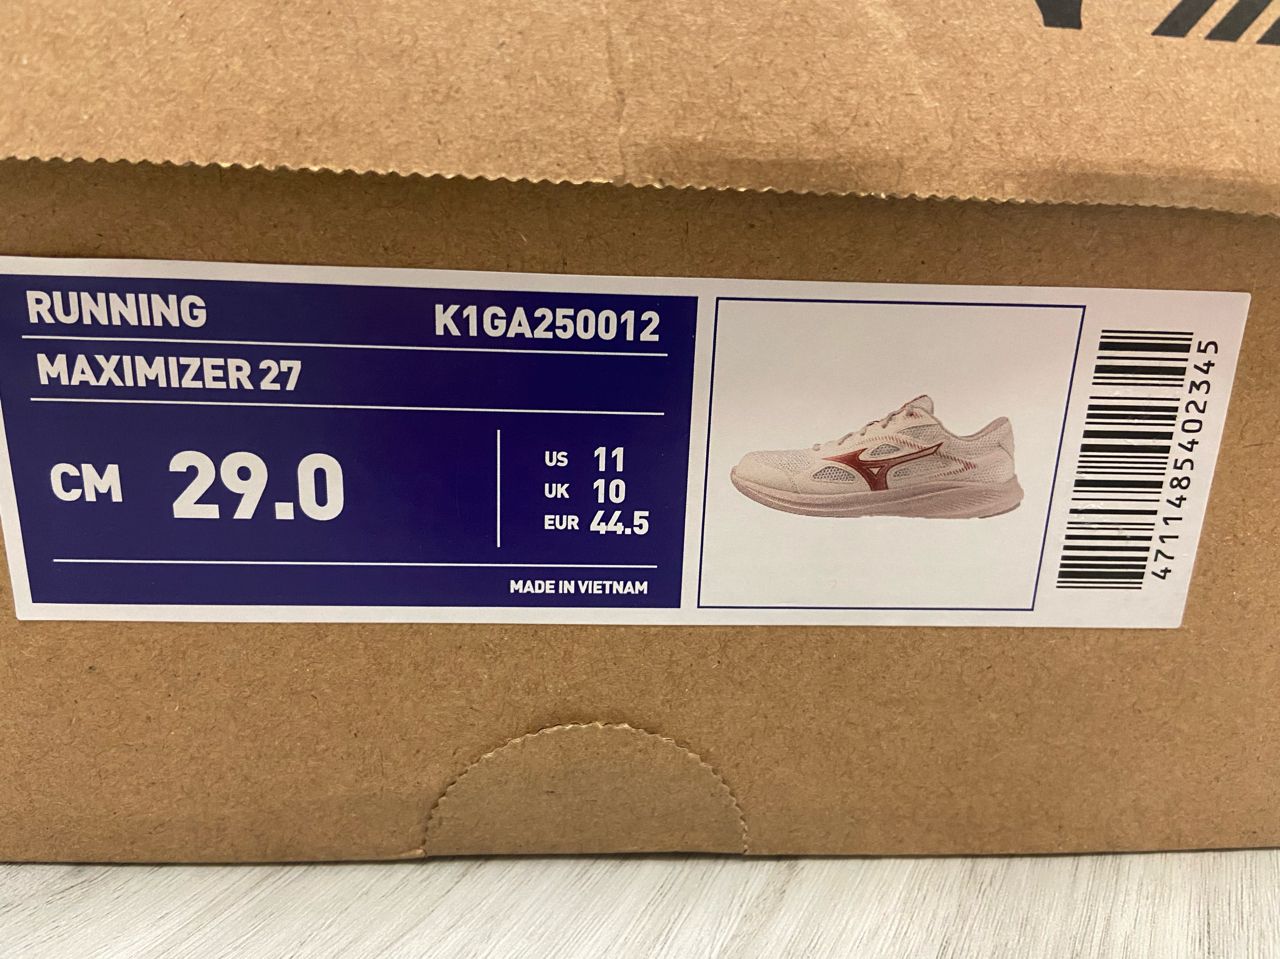 RUNNING K1GA250012
MAXIMIZER 27
CM 29.0
US 11
UK 10
EUR 44.5
MADE IN VIETNAM
4711485402345